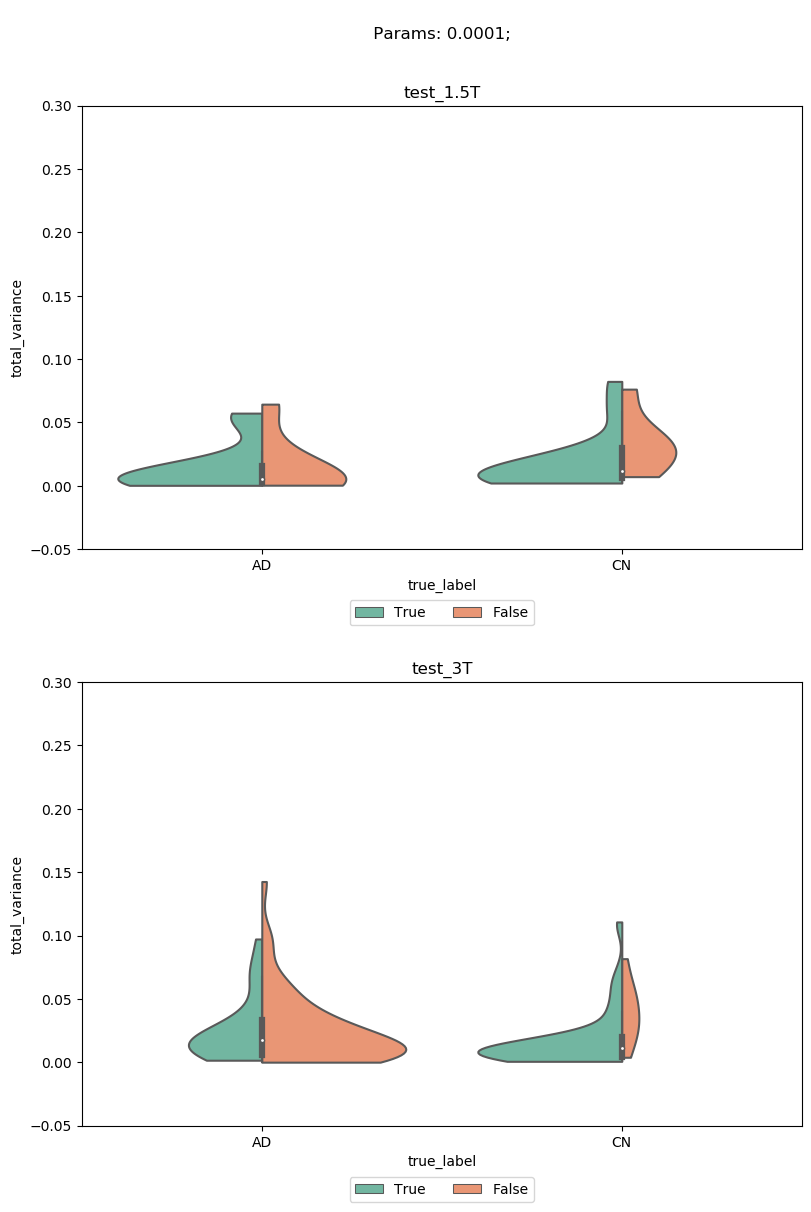 Params: 0.0001;
test_1.5T
0.30
0.25
0.20
0.15
0.10
0.05
0.00
−0.05
total_variance
AD
CN
true_label
True
False
test_3T
0.30
0.25
0.20
0.15
0.10
0.05
0.00
−0.05
total_variance
AD
CN
true_label
True
False